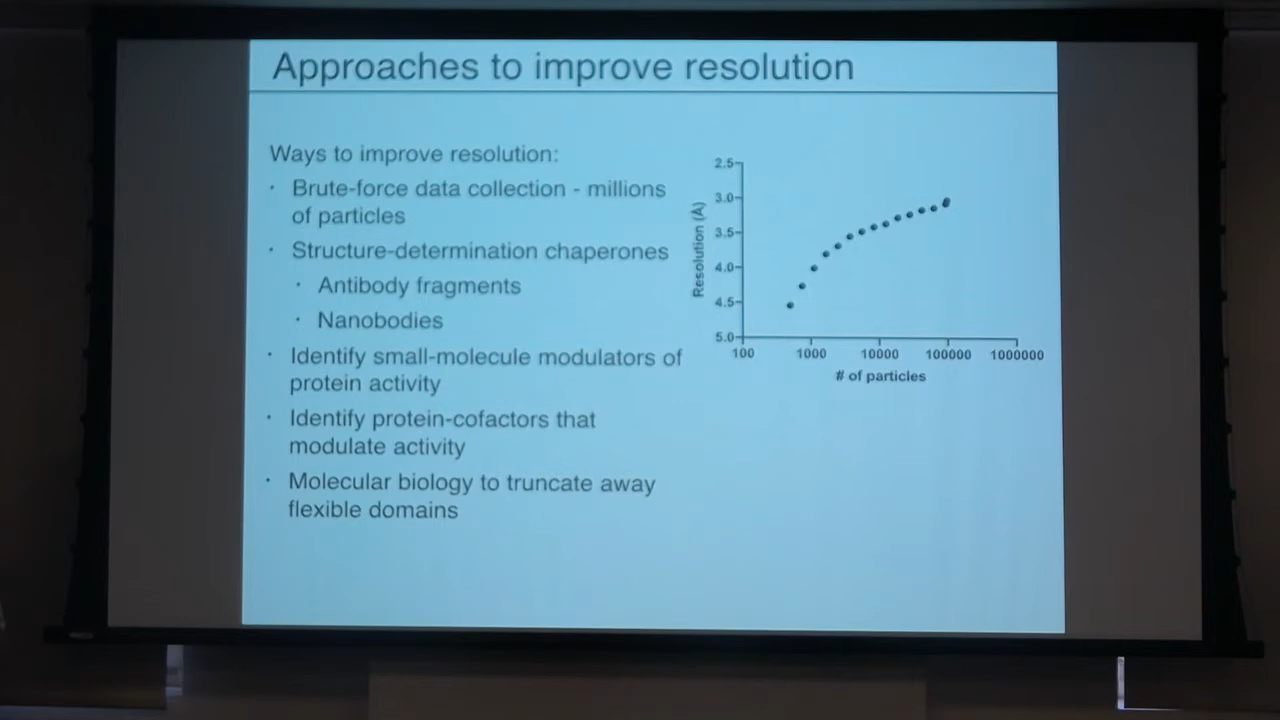 Approaches to improve resolution
Ways to improve resolution:
· Brute-force data collection - millions
of particles
· Structure-determination chaperones
· Antibody fragments
· Nanobodies
· Identify small-molecule modulators of
protein activity
· Identify protein-cofactors that
modulate activity
· Molecular biology to truncate away
flexible domains
Resolution (Å)
2.5
3.0
3.5
4.0
4.5
5.0
100 1000 10000 100000 1000000
# of particles